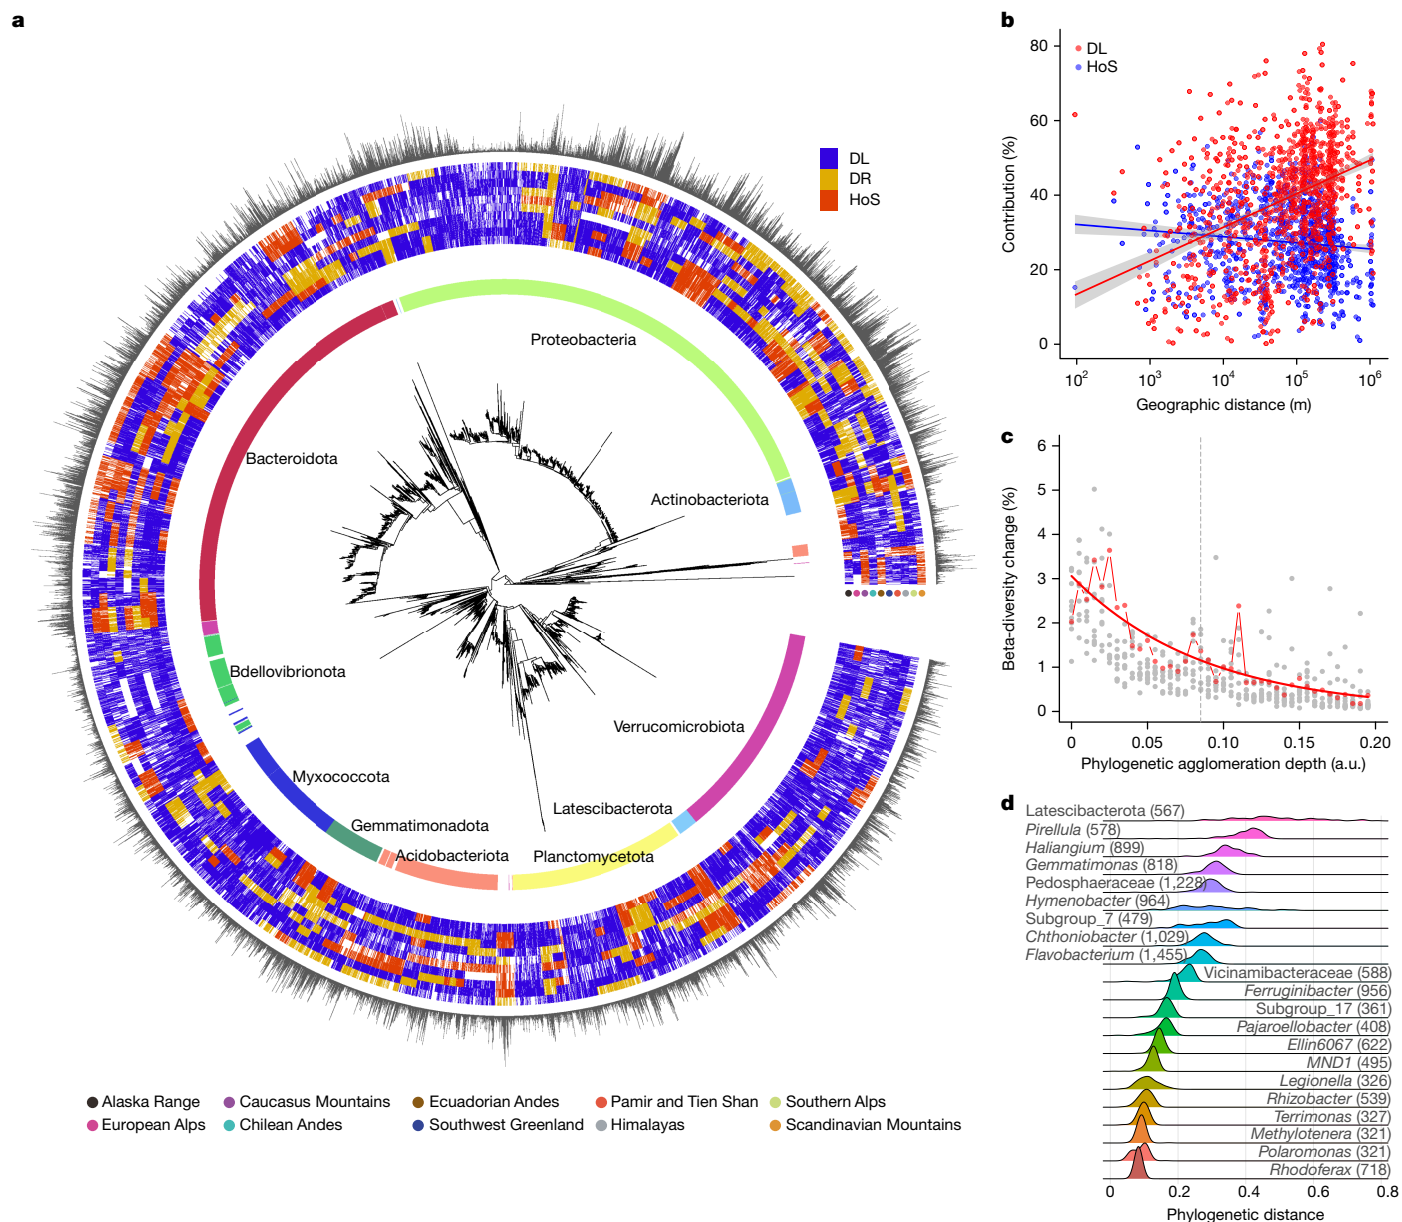 a
DL
DR
HoS
Proteobacteria
Bacteroidota
Actinobacteriota
Bdellovibrionota
Verrucomicrobiota
Myxococcota
Latescibacterota
Gemmatimonadota
Acidobacteriota
Planctomycetota
Alaska Range
Caucasus Mountains
Ecuadorian Andes
Pamir and Tien Shan
Southern Alps
European Alps
Chilean Andes
Southwest Greenland
Himalayas
Scandinavian Mountains
b
DL
HoS
Contribution (%)
80
60
40
20
0
10² 10³ 10⁴ 10⁵ 10⁶
Geographic distance (m)
c
Beta-diversity change (%)
6
5
4
3
2
1
0
0 0.05 0.10 0.15 0.20
Phylogenetic agglomeration depth (a.u.)
d
Latescibacterota (567)
Pirellula (578)
Haliangium (899)
Gemmatimonas (818)
Pedosphaeraceae (1,228)
Hymenobacter (964)
Subgroup_7 (479)
Chthoniobacter (1,029)
Flavobacterium (1,455)
Vicinamibacteraceae (588)
Ferruginibacter (956)
Subgroup_17 (361)
Pajaroellobacter (408)
Ellin6067 (622)
MND1 (495)
Legionella (326)
Rhizobacter (539)
Terrimonas (327)
Methylotenera (321)
Polaromonas (321)
Rhodoferax (718)
0 0.2 0.4 0.6 0.8
Phylogenetic distance